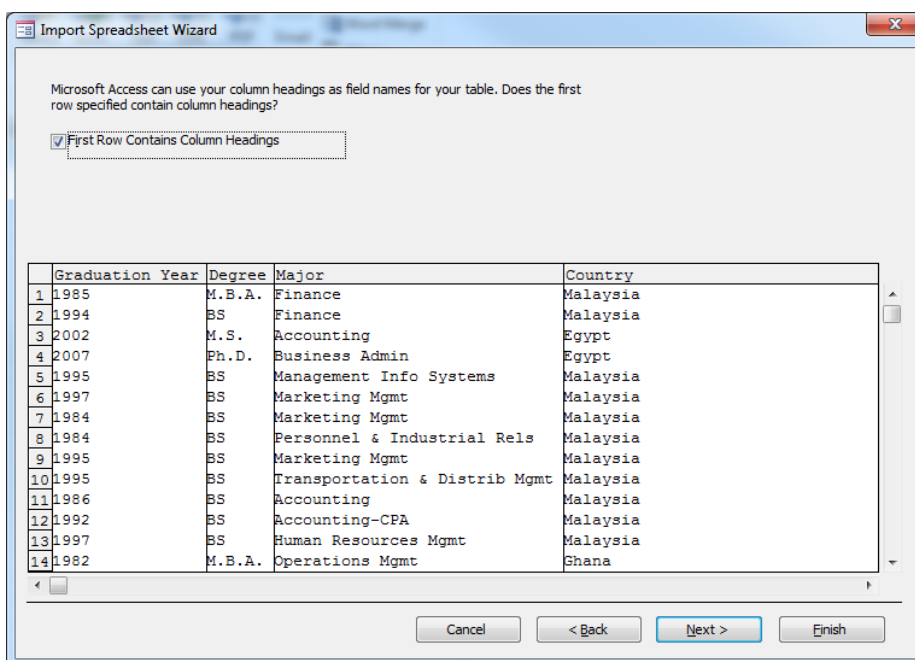 Import Spreadsheet Wizard
Microsoft Access can use your column headings as field names for your table. Does the first
row specified contain column headings?
First Row Contains Column Headings
Graduation Year Degree Major Country
1 1985 M.B.A. Finance Malaysia
2 1994 BS Finance Malaysia
3 2002 M.S. Accounting Egypt
4 2007 Ph.D. Business Admin Egypt
5 1995 BS Management Info Systems Malaysia
6 1997 BS Marketing Mgmt Malaysia
7 1984 BS Marketing Mgmt Malaysia
8 1984 BS Personnel & Industrial Rels Malaysia
9 1995 BS Marketing Mgmt Malaysia
10 1995 BS Transportation & Distrib Mgmt Malaysia
11 1986 BS Accounting Malaysia
12 1992 BS Accounting-CPA Malaysia
13 1997 BS Human Resources Mgmt Malaysia
14 1982 M.B.A. Operations Mgmt Ghana
Cancel < Back Next > Finish